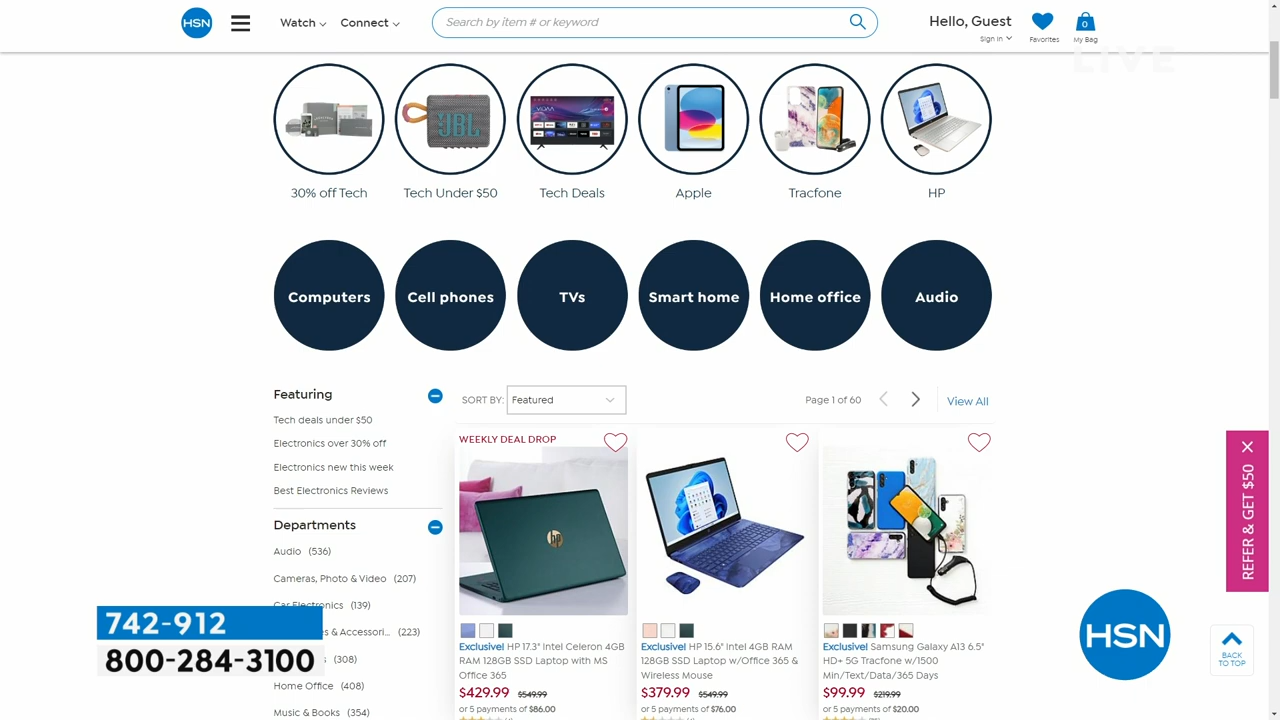 HSN
Watch
Connect
Search by item # or keyword
Hello, Guest
Sign In
Favorites
0
My Bag
LIVE
JBL
VIDAA
30% off Tech
Tech Under $50
Tech Deals
Apple
Tracfone
HP
Computers
Cell phones
TVs
Smart home
Home office
Audio
Featuring
Tech deals under $50
Electronics over 30% off
Electronics new this week
Best Electronics Reviews
SORT BY:
Featured
Page 1 of 60
View All
Departments
Audio (536)
Cameras, Photo & Video (207)
Car Electronics (139)
& Accessori... (223)
(308)
Home Office (408)
Music & Books (354)
WEEKLY DEAL DROP
hp
Exclusive! HP 17.3" Intel Celeron 4GB
RAM 128GB SSD Laptop with MS
Office 365
$429.99 $549.99
or 5 payments of $86.00
Exclusive! HP 15.6" Intel 4GB RAM
128GB SSD Laptop w/Office 365 &
Wireless Mouse
$379.99 $549.99
or 5 payments of $76.00
Exclusive! Samsung Galaxy A13 6.5"
HD+ 5G Tracfone w/1500
Min/Text/Data/365 Days
$99.99 $219.99
or 5 payments of $20.00
REFER & GET $50
742-912
800-284-3100
HSN
BACK
TO TOP